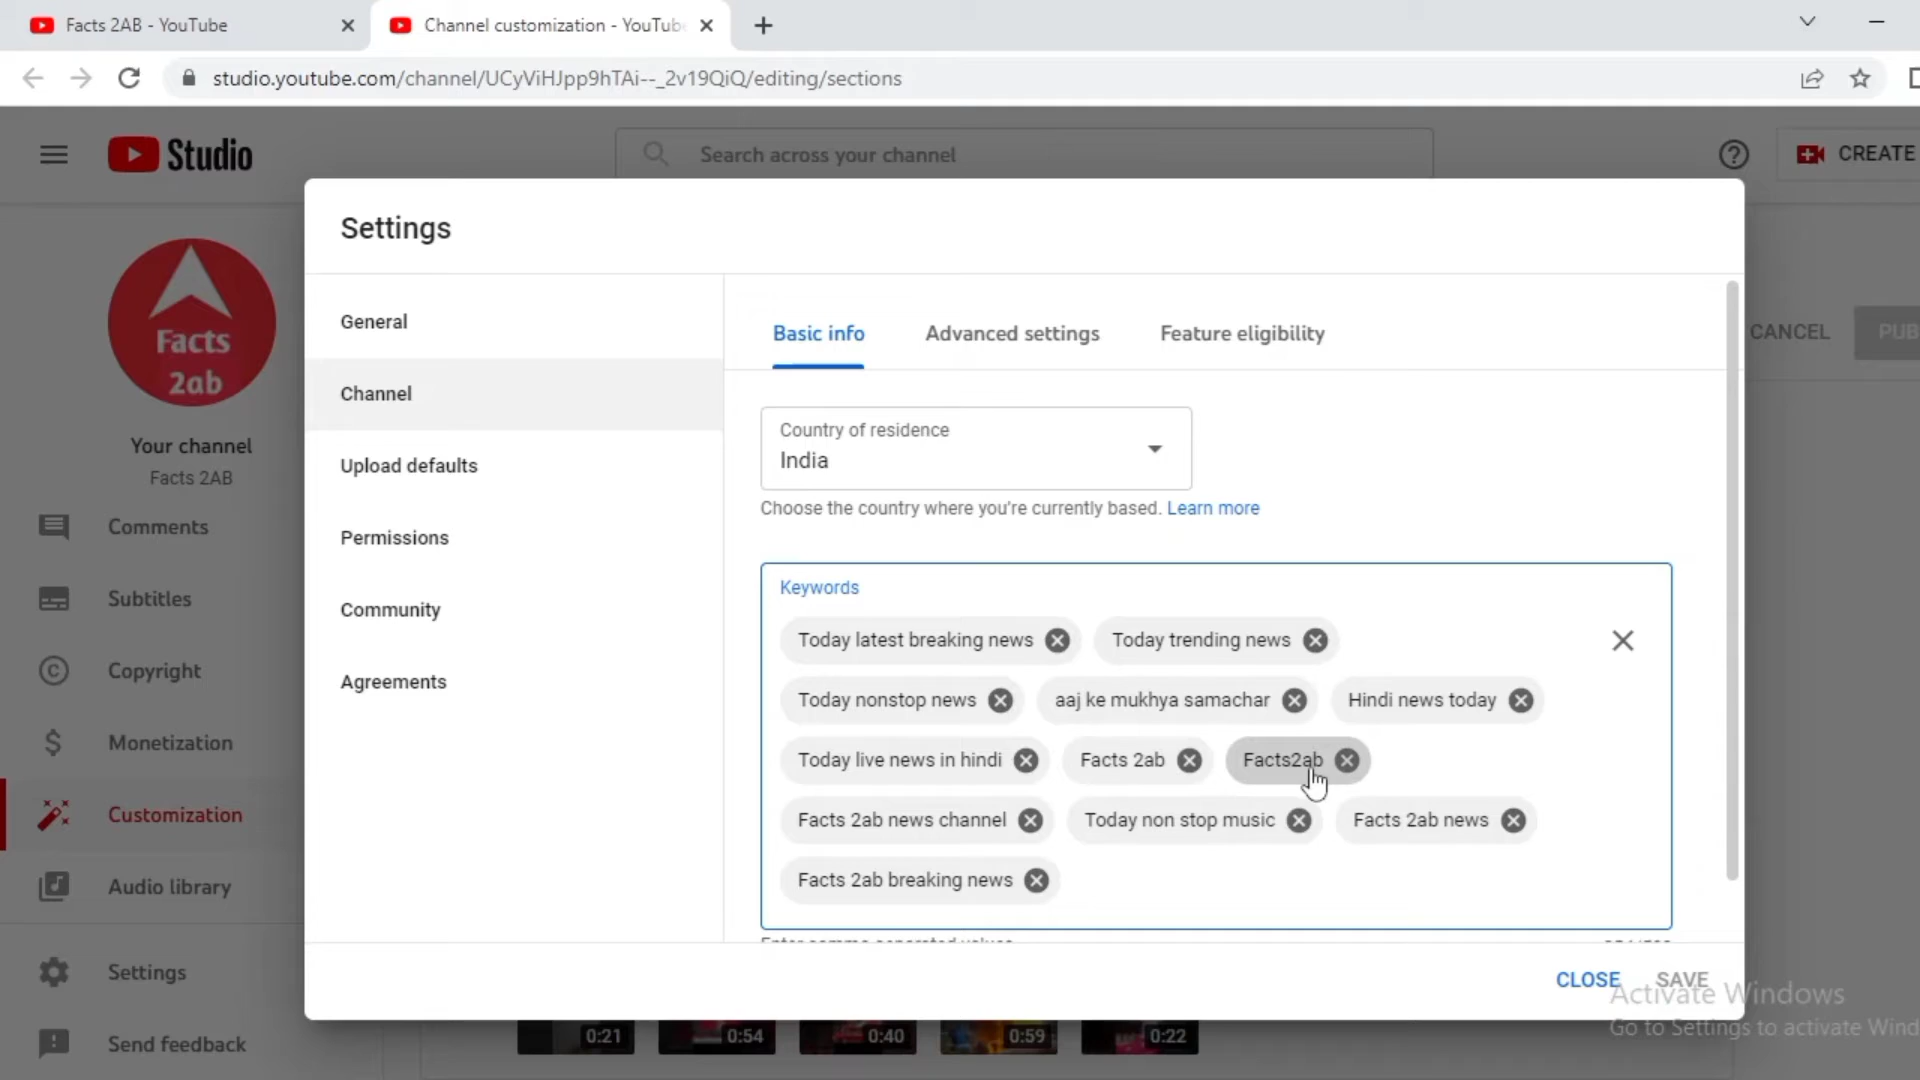 Facts 2AB - YouTube
Channel customization - YouTube
studio.youtube.com/channel/UCyViHJpp9hTAi--_2v19QiQ/editing/sections
Studio
Search across your channel
CREATE
Facts
2ab
Your channel
Facts 2AB
Comments
Subtitles
Copyright
Monetization
Customization
Audio library
Settings
Send feedback
Settings
General
Channel
Upload defaults
Permissions
Community
Agreements
Basic info
Advanced settings
Feature eligibility
CANCEL
PUB
Country of residence
India
Choose the country where you're currently based. Learn more
Keywords
Today latest breaking news
Today trending news
Today nonstop news
aaj ke mukhya samachar
Hindi news today
Today live news in hindi
Facts 2ab
Facts2ab
Facts 2ab news channel
Today non stop music
Facts 2ab news
Facts 2ab breaking news
Enter comma-separated values
CLOSE
SAVE
Activate Windows
Go to Settings to activate Wind
0:21
0:54
0:40
0:59
0:22